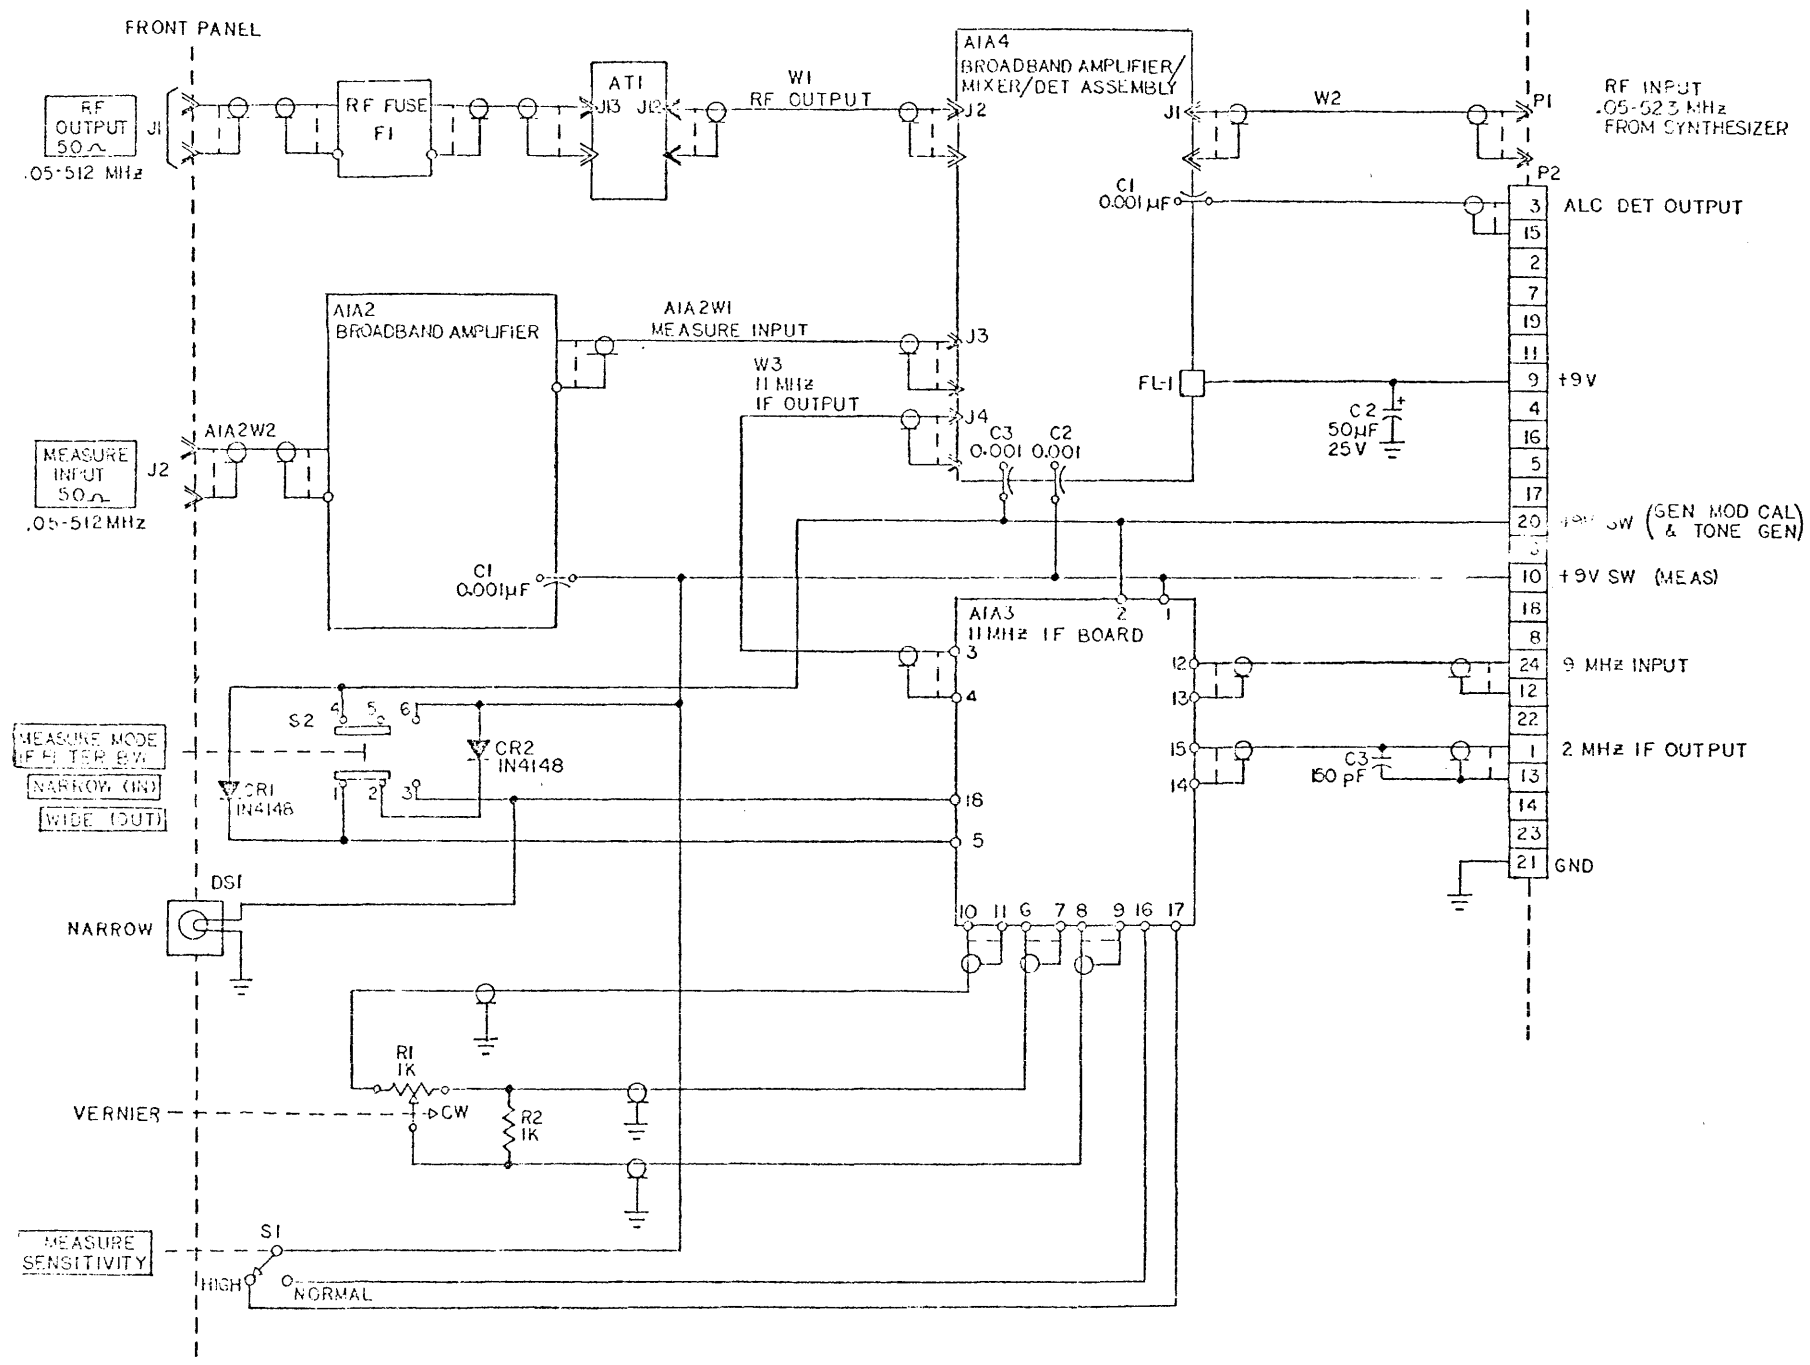 FRONT PANEL
RF
OUTPUT
50Ω
.05-512 MHz
J1
RF FUSE
F1
AT1
J13
J12
W1
RF OUTPUT
A1A4
BROADBAND AMPLIFIER/
MIXER/DET ASSEMBLY
J2
J1
W2
P1
RF INPUT
.05-523 MHz
FROM SYNTHESIZER
P2
C1
0.001µF
3
ALC DET OUTPUT
15
2
7
19
11
9
+9V
4
16
5
17
20
SW
(GEN MOD CAL)
& TONE GEN
10
+9V SW (MEAS)
18
8
24
9 MHz INPUT
12
22
1
2 MHz IF OUTPUT
13
14
23
21
GND
A1A2
BROADBAND AMPLIFIER
A1A2W1
MEASURE INPUT
J3
W3
11 MHz
IF OUTPUT
J4
FL-1
C2
+
50µF
25V
C3
0.001
C2
0.001
MEASURE
INPUT
50Ω
.05-512MHz
J2
A1A2W2
C1
0.001µF
A1A3
11MHz IF BOARD
2
1
3
4
12
13
15
14
18
5
C3
150 pF
MEASURE MODE
IF FILTER BW
NARROW (IN)
WIDE (OUT)
S2
4
5
6
1
2
3
CR1
1N4148
CR2
1N4148
DS1
NARROW
10
11
6
7
8
9
16
17
R1
1K
VERNIER
CW
R2
1K
MEASURE
SENSITIVITY
S1
HIGH
NORMAL